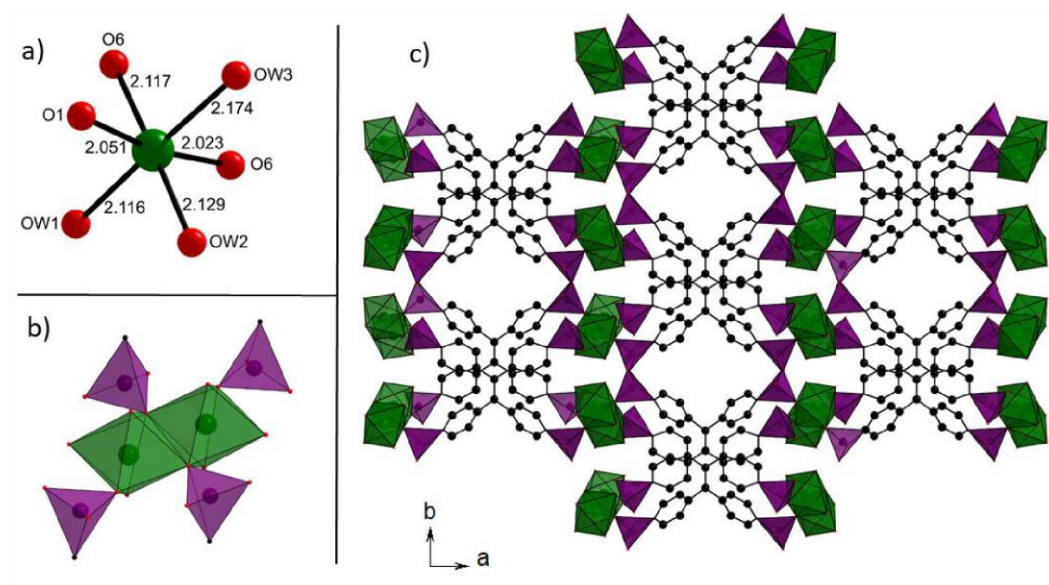 a)
O6
2.117
OW3
2.174
O1
2.051
2.023
O6
2.116
2.129
OW1
OW2
b)
c)
b
a